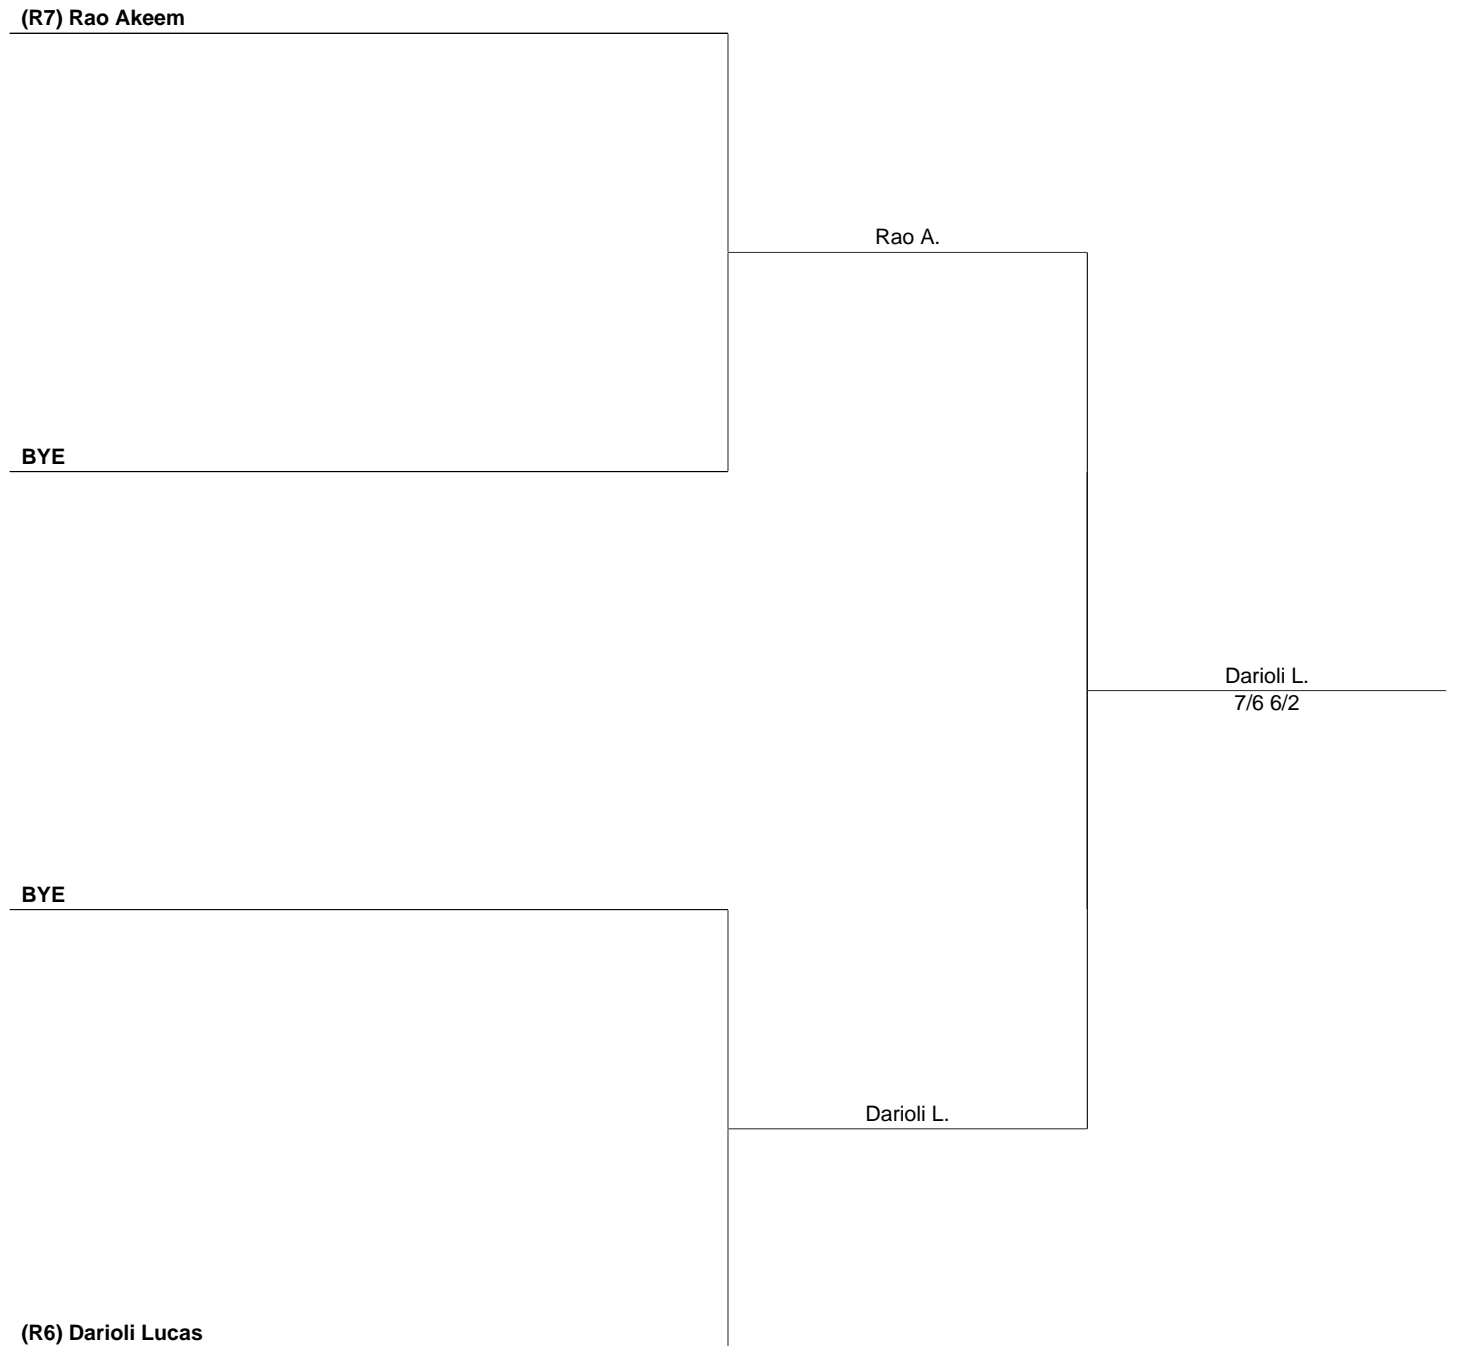 (R7) Rao Akeem
Rao A.
BYE
Darioli L.
7/6 6/2
BYE
Darioli L.
(R6) Darioli Lucas